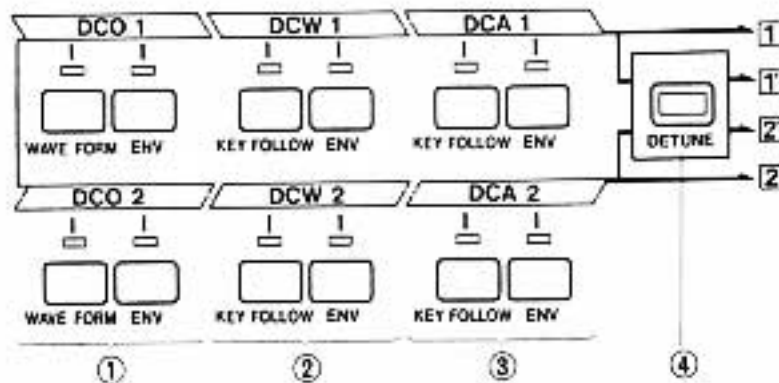 DCO 1 DCW 1 DCA 1
1
1'
2'
WAVE FORM ENV KEY FOLLOW ENV KEY FOLLOW ENV DETUNE
2
DCO 2 DCW 2 DCA 2
WAVE FORM ENV KEY FOLLOW ENV KEY FOLLOW ENV
① ② ③ ④